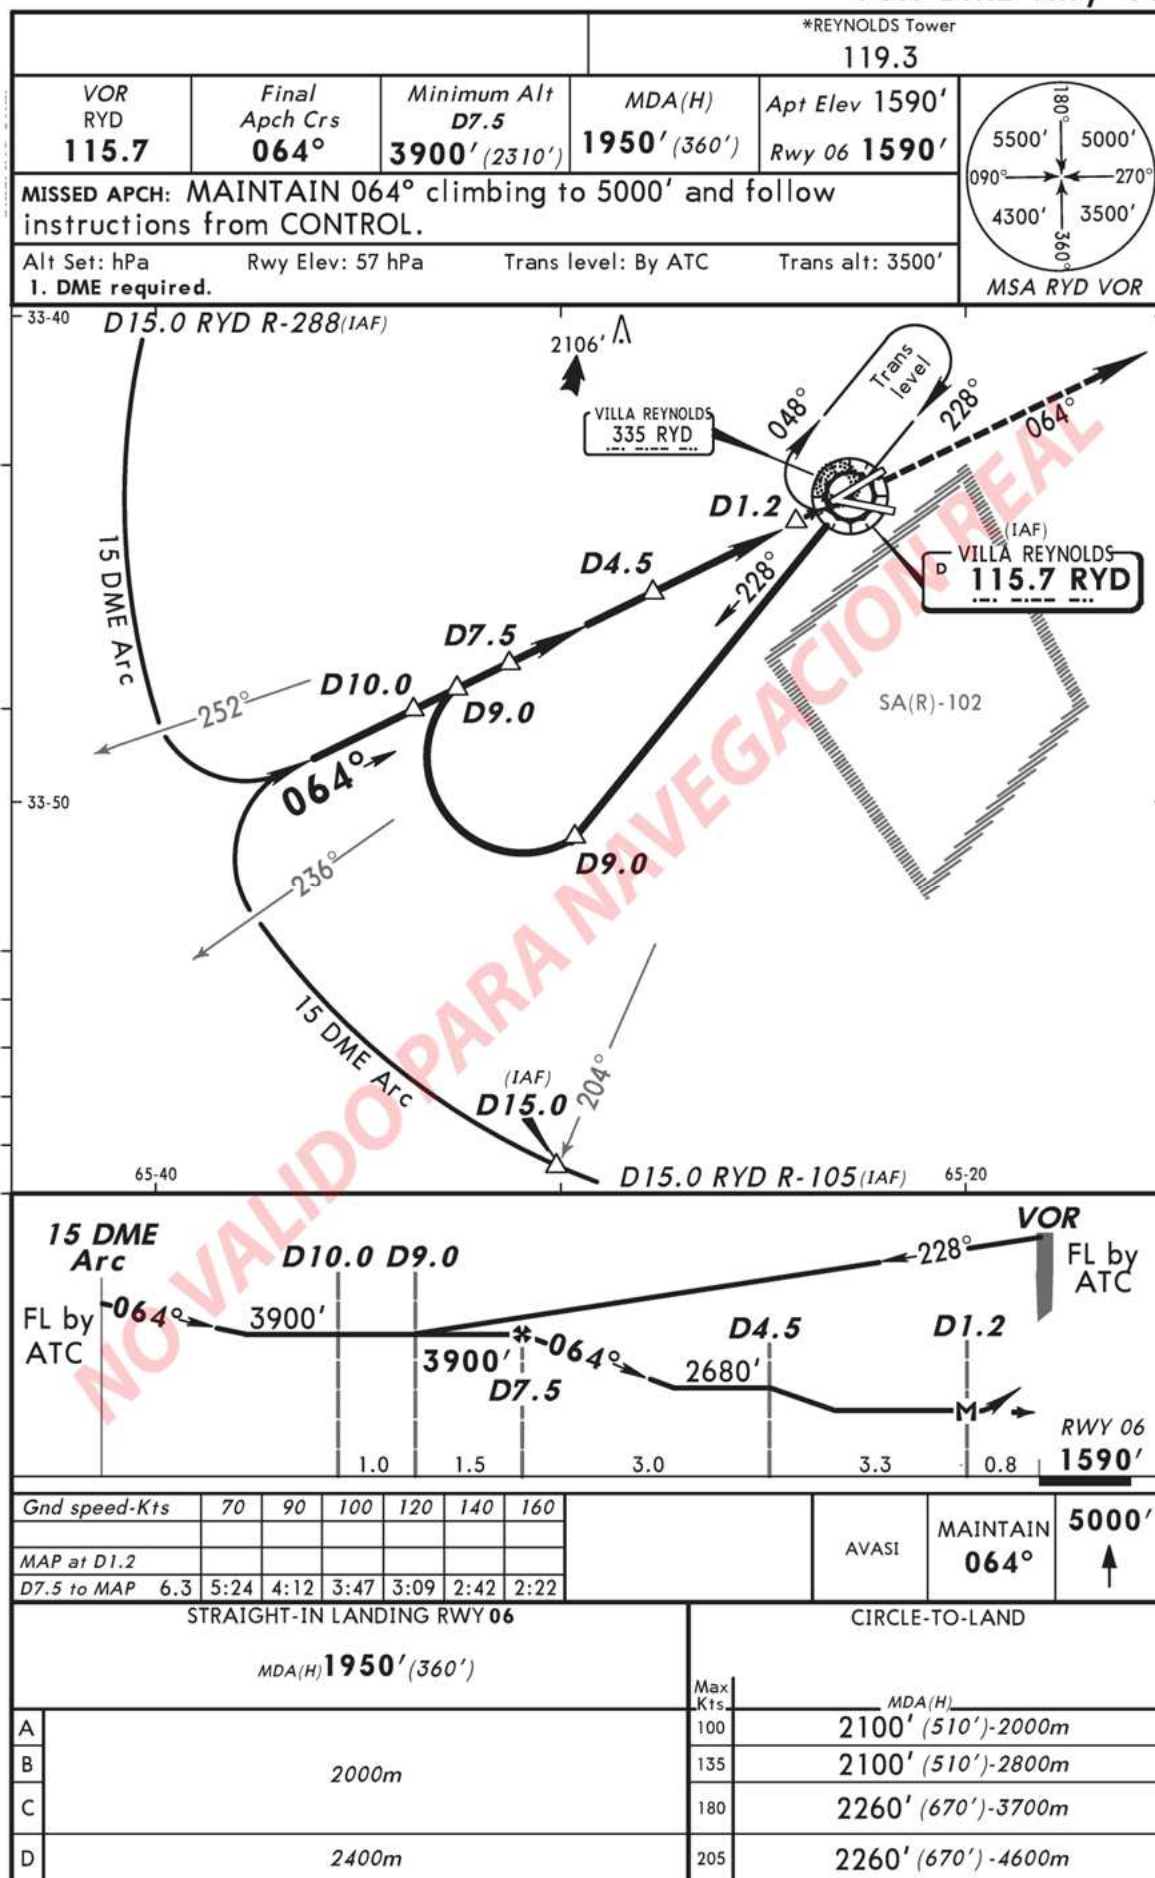 *REYNOLDS Tower
119.3
VOR
RYD
115.7
Final
Apch Crs
064°
Minimum Alt
D7.5
3900' (2310')
MDA(H)
1950' (360')
Apt Elev 1590'
Rwy 06 1590'
MISSED APCH: MAINTAIN 064° climbing to 5000' and follow
instructions from CONTROL.
Alt Set: hPa Rwy Elev: 57 hPa Trans level: By ATC Trans alt: 3500'
1. DME required.
180°
5500' 5000'
090° 270°
4300' 3500'
360°
MSA RYD VOR
33-40
D15.0 RYD R-288(IAF)
2106'
Trans
level
048°
228°
064°
VILLA REYNOLDS
335 RYD
D1.2
(IAF)
VILLA REYNOLDS
D 115.7 RYD
D4.5
228°
15 DME Arc
D7.5
D10.0
D9.0
252°
SA(R)-102
064°
33-50
D9.0
236°
15 DME Arc
(IAF)
D15.0
204°
65-40
D15.0 RYD R-105(IAF)
65-20
NO VALIDO PARA NAVEGACION REAL
15 DME
Arc
D10.0 D9.0
VOR
228°
FL by
ATC
FL by
ATC
064°
3900'
3900'
D7.5
064°
D4.5
2680'
D1.2
M
RWY 06
1590'
1.0 1.5 3.0 3.3 0.8
Gnd speed-Kts 70 90 100 120 140 160
MAP at D1.2
D7.5 to MAP 6.3 5:24 4:12 3:47 3:09 2:42 2:22
AVASI
MAINTAIN
064°
5000'
STRAIGHT-IN LANDING RWY 06
MDA(H) 1950' (360')
CIRCLE-TO-LAND
Max
Kts
MDA(H)
A
B
C
2000m
D
2400m
100 2100' (510')-2000m
135 2100' (510')-2800m
180 2260' (670')-3700m
205 2260' (670')-4600m